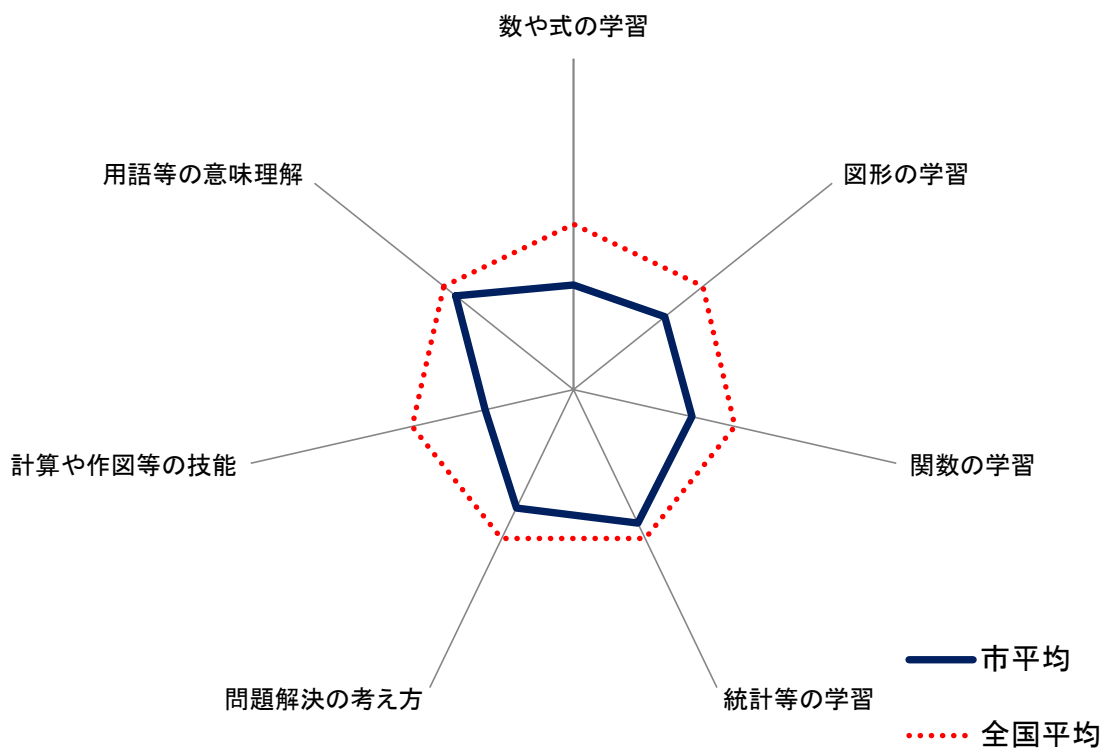 数や式の学習
用語等の意味理解
図形の学習
計算や作図等の技能
関数の学習
問題解決の考え方
統計等の学習
市平均
全国平均